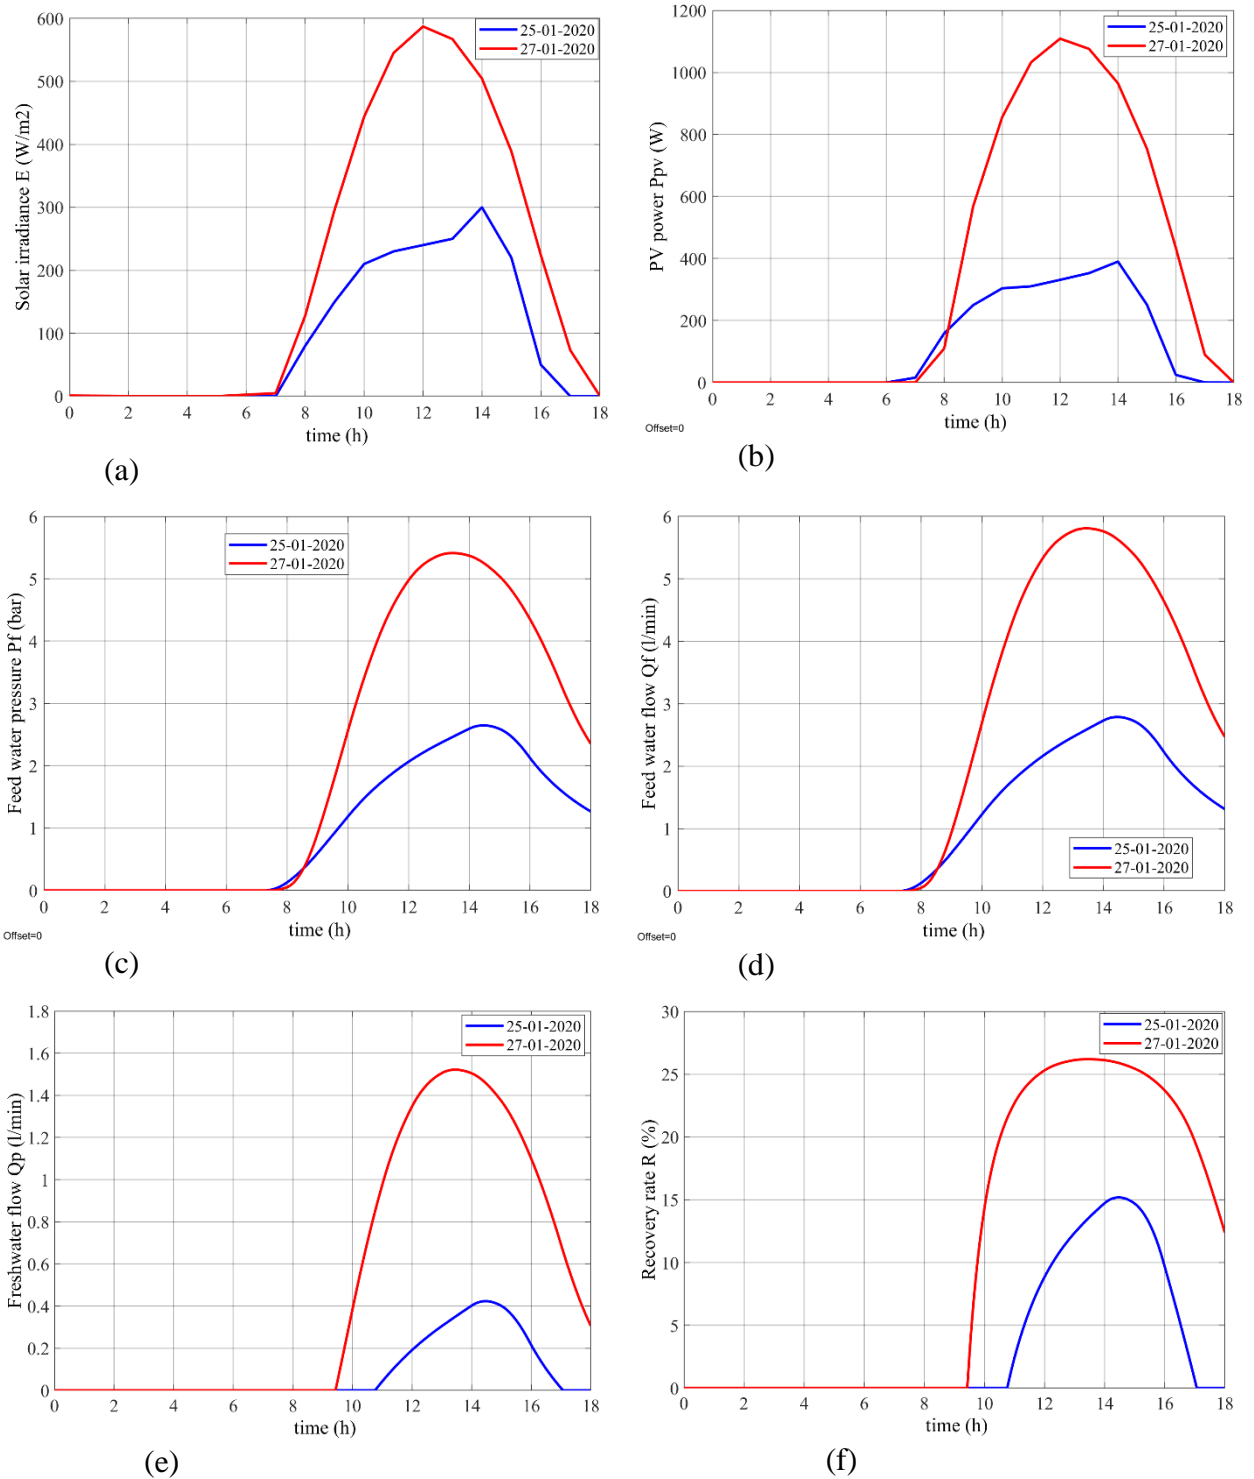 600
500
400
300
200
100
0
Solar irradiance E (W/m2)
25-01-2020
27-01-2020
0 2 4 6 8 10 12 14 16 18
time (h)
(a)
1200
1000
800
600
400
200
0
PV power Ppv (W)
25-01-2020
27-01-2020
0 2 4 6 8 10 12 14 16 18
time (h)
Offset=0
(b)
6
5
4
3
2
1
0
Feed water pressure Pf (bar)
25-01-2020
27-01-2020
0 2 4 6 8 10 12 14 16 18
time (h)
Offset=0
(c)
6
5
4
3
2
1
0
Feed water flow Qf (l/min)
25-01-2020
27-01-2020
0 2 4 6 8 10 12 14 16 18
time (h)
Offset=0
(d)
1.8
1.6
1.4
1.2
1
0.8
0.6
0.4
0.2
0
Freshwater flow Qp (l/min)
25-01-2020
27-01-2020
0 2 4 6 8 10 12 14 16 18
time (h)
(e)
30
25
20
15
10
5
0
Recovery rate R (%)
25-01-2020
27-01-2020
0 2 4 6 8 10 12 14 16 18
time (h)
(f)